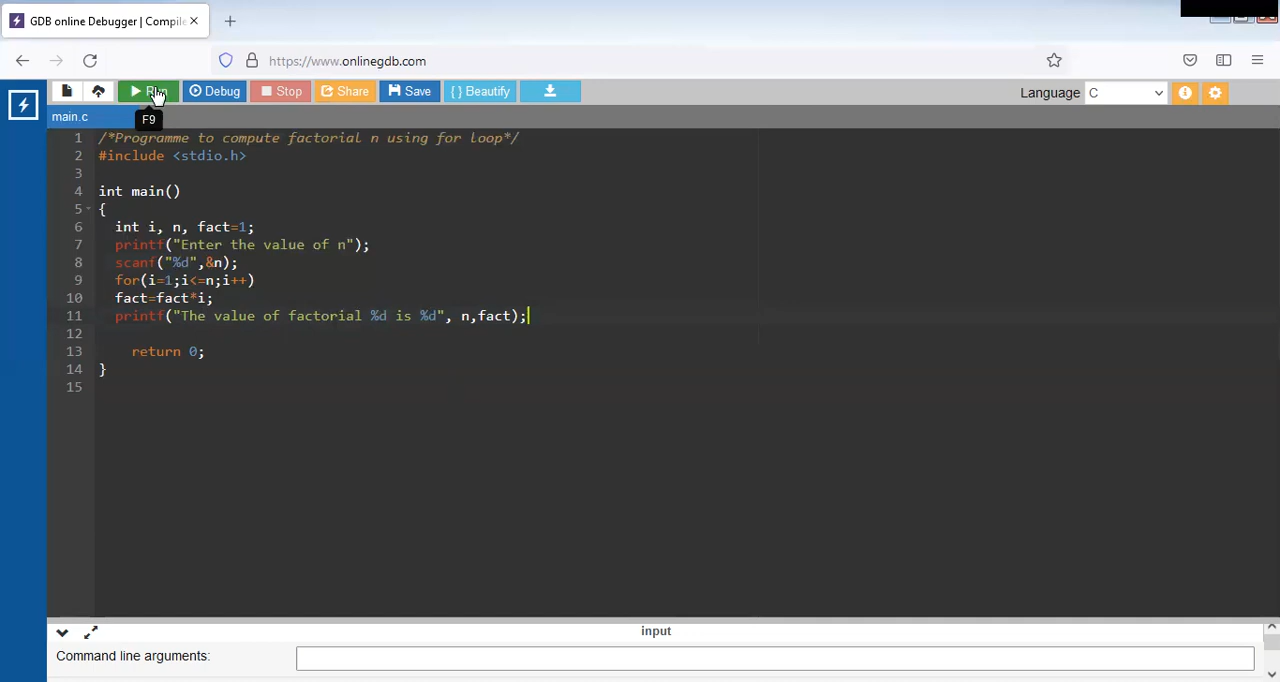 GDB online Debugger | Compile
https://www.onlinegdb.com
Run Debug Stop Share Save { } Beautify Language C
main.c
F9
1 /*Programme to compute factorial n using for loop*/
2 #include <stdio.h>
3
4 int main()
5 {
6 int i, n, fact=1;
7 printf("Enter the value of n");
8 scanf("%d",&n);
9 for(i=1;i<=n;i++)
10 fact=fact*i;
11 printf("The value of factorial %d is %d", n,fact);
12
13 return 0;
14 }
15
input
Command line arguments: